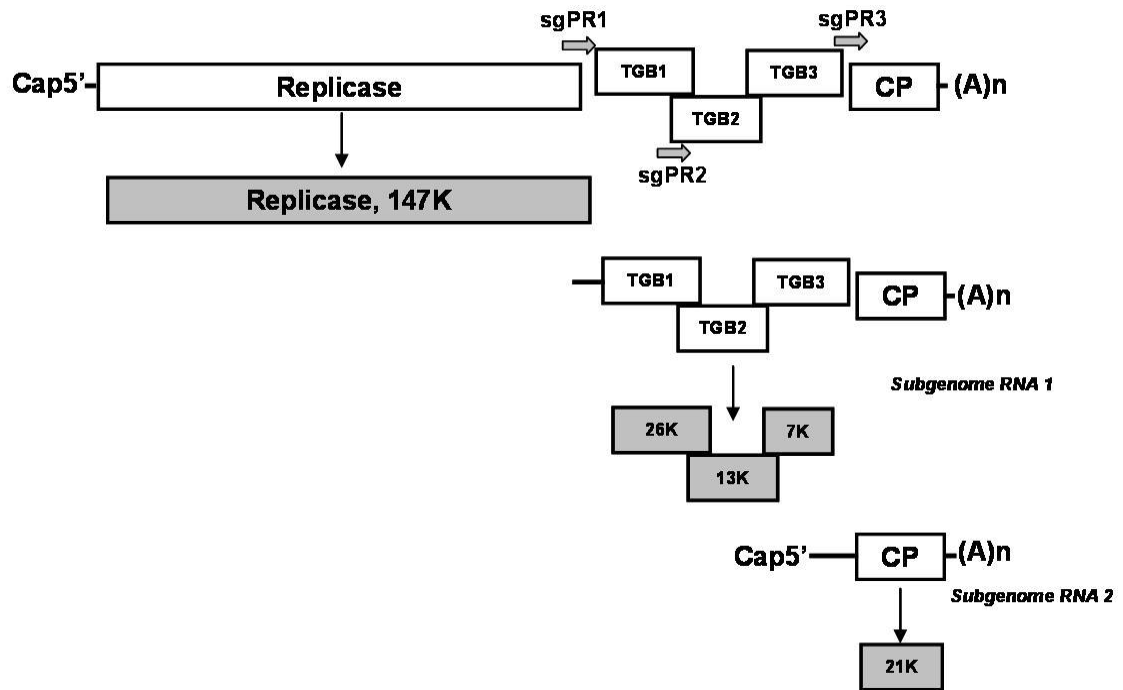 sgPR1
sgPR3
Cap5’
Replicase
TGB1
TGB2
TGB3
CP
(A)n
sgPR2
Replicase, 147K
TGB1
TGB2
TGB3
CP
(A)n
Subgenome RNA 1
26K
13K
7K
Cap5’
CP
(A)n
Subgenome RNA 2
21K